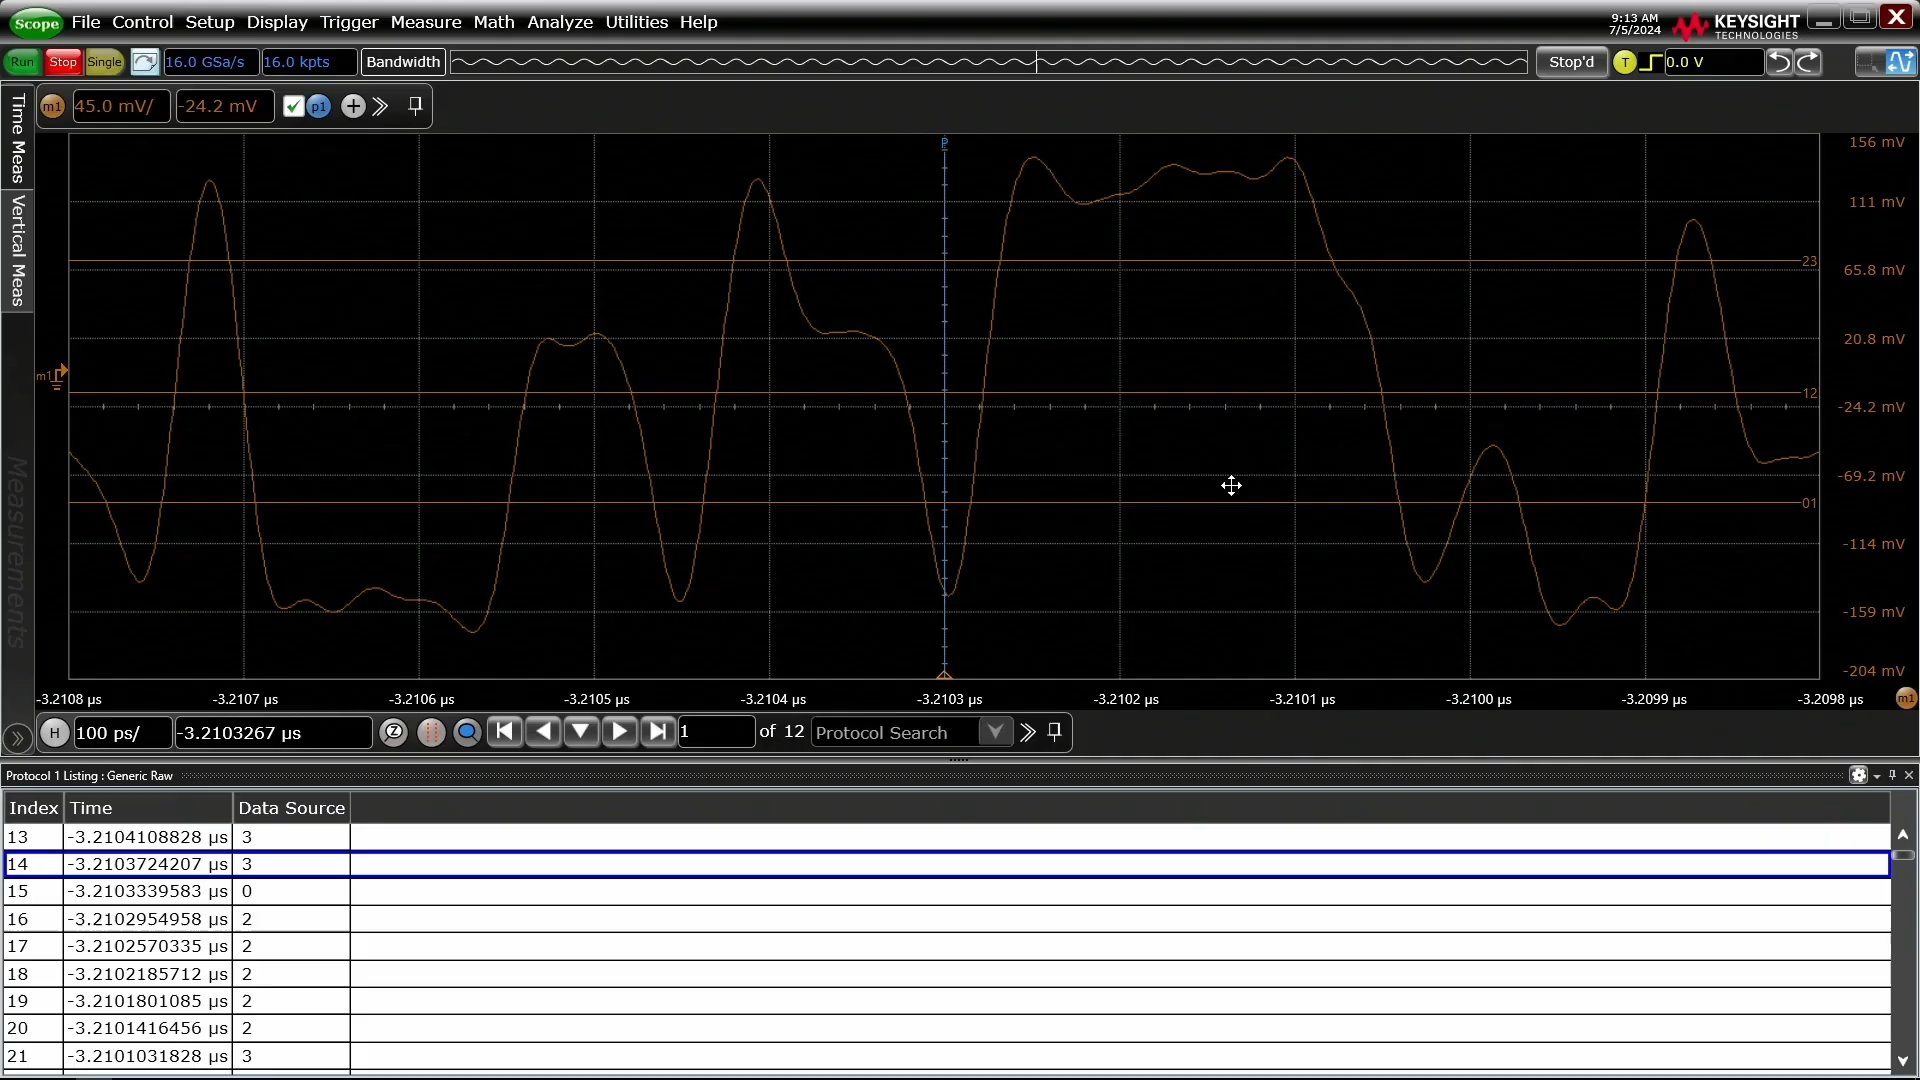 Scope File Control Setup Display Trigger Measure Math Analyze Utilities Help
9:13 AM
7/5/2024
KEYSIGHT
TECHNOLOGIES
X
Run Stop Single 16.0 GSa/s 16.0 kpts Bandwidth Stop'd T 0.0 V
m1 45.0 mV/ -24.2 mV p1
Time Meas
Vertical Meas
Measurements
P
156 mV
111 mV
23
65.8 mV
20.8 mV
m1
12
-24.2 mV
-69.2 mV
01
-114 mV
-159 mV
-204 mV
-3.2108 µs -3.2107 µs -3.2106 µs -3.2105 µs -3.2104 µs -3.2103 µs -3.2102 µs -3.2101 µs -3.2100 µs -3.2099 µs -3.2098 µs m1
H 100 ps/ -3.2103267 µs Z 1 of 12 Protocol Search
Protocol 1 Listing : Generic Raw
Index Time Data Source
13 -3.2104108828 µs 3
14 -3.2103724207 µs 3
15 -3.2103339583 µs 0
16 -3.2102954958 µs 2
17 -3.2102570335 µs 2
18 -3.2102185712 µs 2
19 -3.2101801085 µs 2
20 -3.2101416456 µs 2
21 -3.2101031828 µs 3